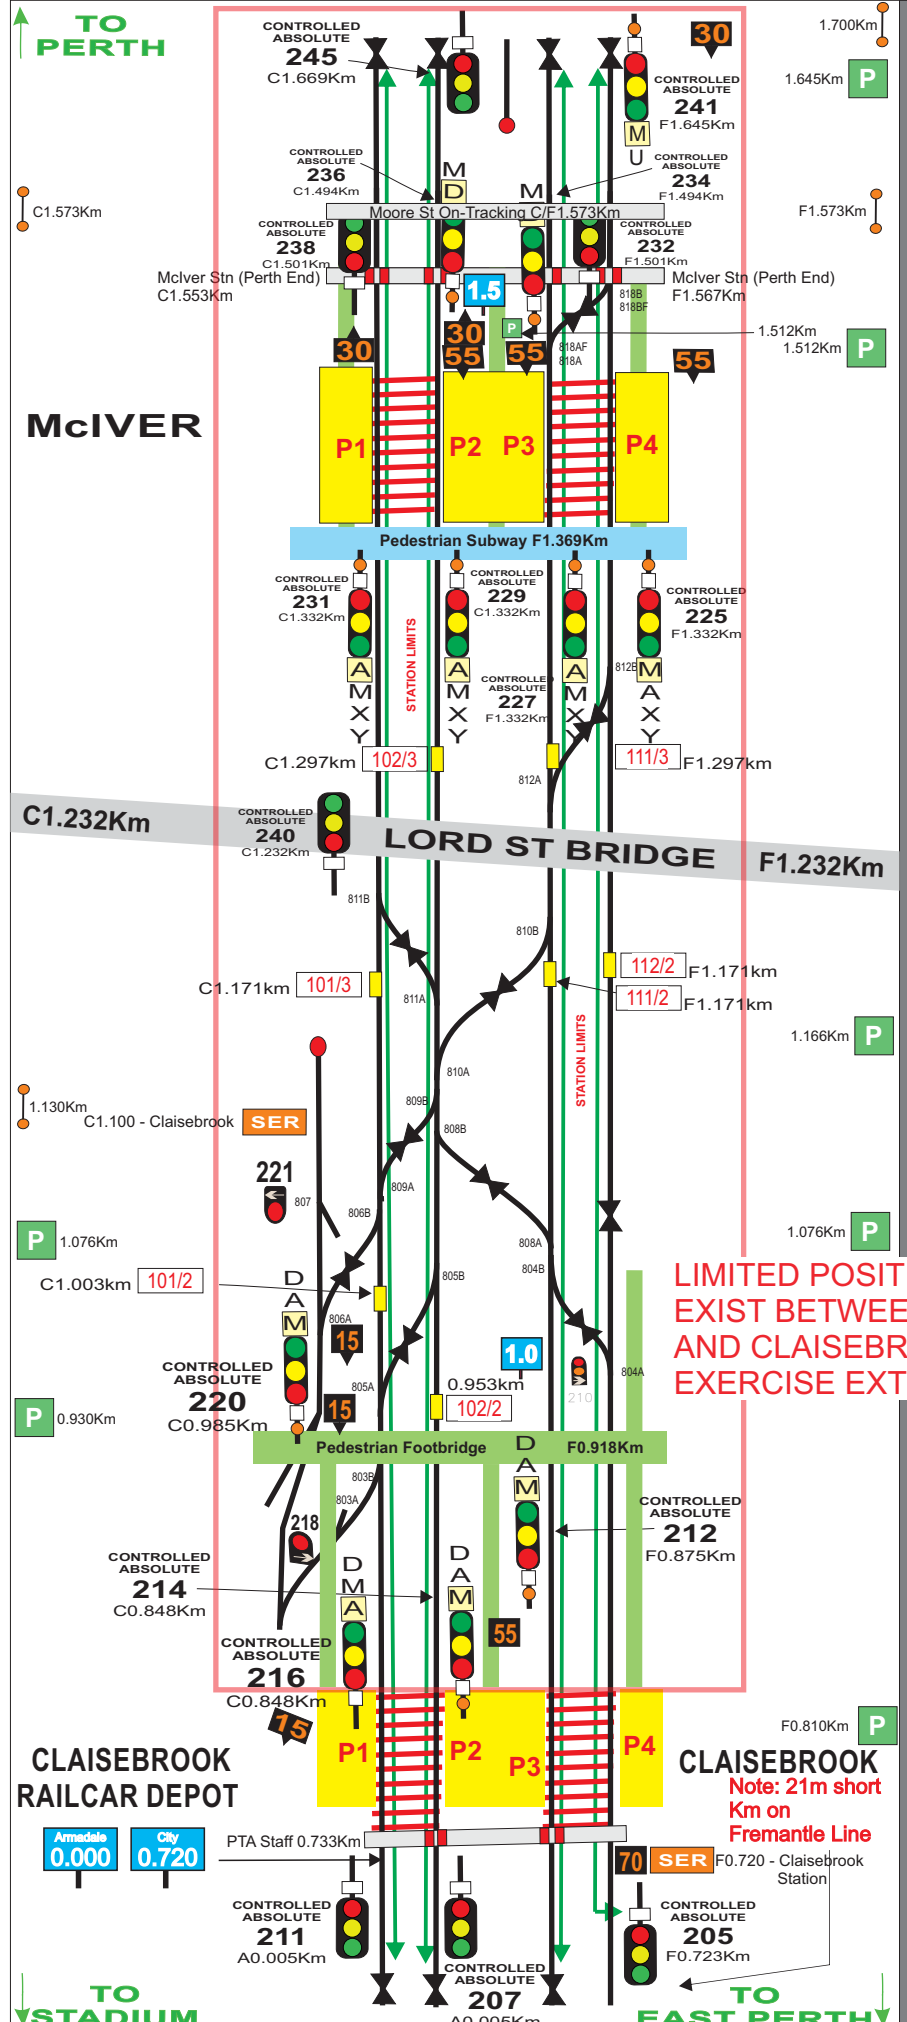 TO
PERTH
CONTROLLED
ABSOLUTE
245
C1.669Km
30
1.700Km
1.645Km
P
CONTROLLED
ABSOLUTE
241
F1.645Km
M
U
CONTROLLED
ABSOLUTE
236
C1.494Km
M
D
M
CONTROLLED
ABSOLUTE
234
F1.494Km
C1.573Km
Moore St On-Tracking C/F1.573Km
F1.573Km
CONTROLLED
ABSOLUTE
238
C1.501Km
CONTROLLED
ABSOLUTE
232
F1.501Km
McIver Stn (Perth End)
C1.553Km
McIver Stn (Perth End)
F1.567Km
1.5
818B
818BF
P
1.512Km
1.512Km
P
30
30
55
55
818AF
818A
55
McIVER
P1
P2
P3
P4
Pedestrian Subway F1.369Km
CONTROLLED
ABSOLUTE
231
C1.332Km
CONTROLLED
ABSOLUTE
229
C1.332Km
CONTROLLED
ABSOLUTE
225
F1.332Km
STATION LIMITS
A
M
X
Y
A
M
X
Y
CONTROLLED
ABSOLUTE
227
F1.332Km
A
M
X
Y
812B
M
A
X
Y
C1.297km
102/3
111/3
F1.297km
812A
C1.232Km
CONTROLLED
ABSOLUTE
240
C1.232Km
LORD ST BRIDGE
F1.232Km
811B
810B
C1.171km
101/3
811A
112/2
F1.171km
111/2
F1.171km
STATION LIMITS
1.166Km
P
810A
1.130Km
809B
C1.100 - Claisebrook
SER
808B
221
807
809A
806B
P
1.076Km
808A
804B
1.076Km
P
C1.003km
101/2
805B
LIMITED POSIT
EXIST BETWEE
AND CLAISEBR
EXERCISE EXT
D
A
M
806A
15
1.0
CONTROLLED
ABSOLUTE
220
C0.985Km
805A
0.953km
102/2
210
804A
15
P
0.930Km
Pedestrian Footbridge
F0.918Km
D
A
M
803B
803A
218
CONTROLLED
ABSOLUTE
212
F0.875Km
CONTROLLED
ABSOLUTE
214
C0.848Km
D
M
A
D
A
M
55
CONTROLLED
ABSOLUTE
216
C0.848Km
15
F0.810Km
P
P1
P2
P3
P4
CLAISEBROOK
RAILCAR DEPOT
CLAISEBROOK
Note: 21m short
Km on
Fremantle Line
Armadale
0.000
City
0.720
PTA Staff 0.733Km
70
SER
F0.720 - Claisebrook
Station
CONTROLLED
ABSOLUTE
211
A0.005Km
CONTROLLED
ABSOLUTE
205
F0.723Km
CONTROLLED
ABSOLUTE
207
A0.005Km
TO
STADIUM
TO
EAST PERTH